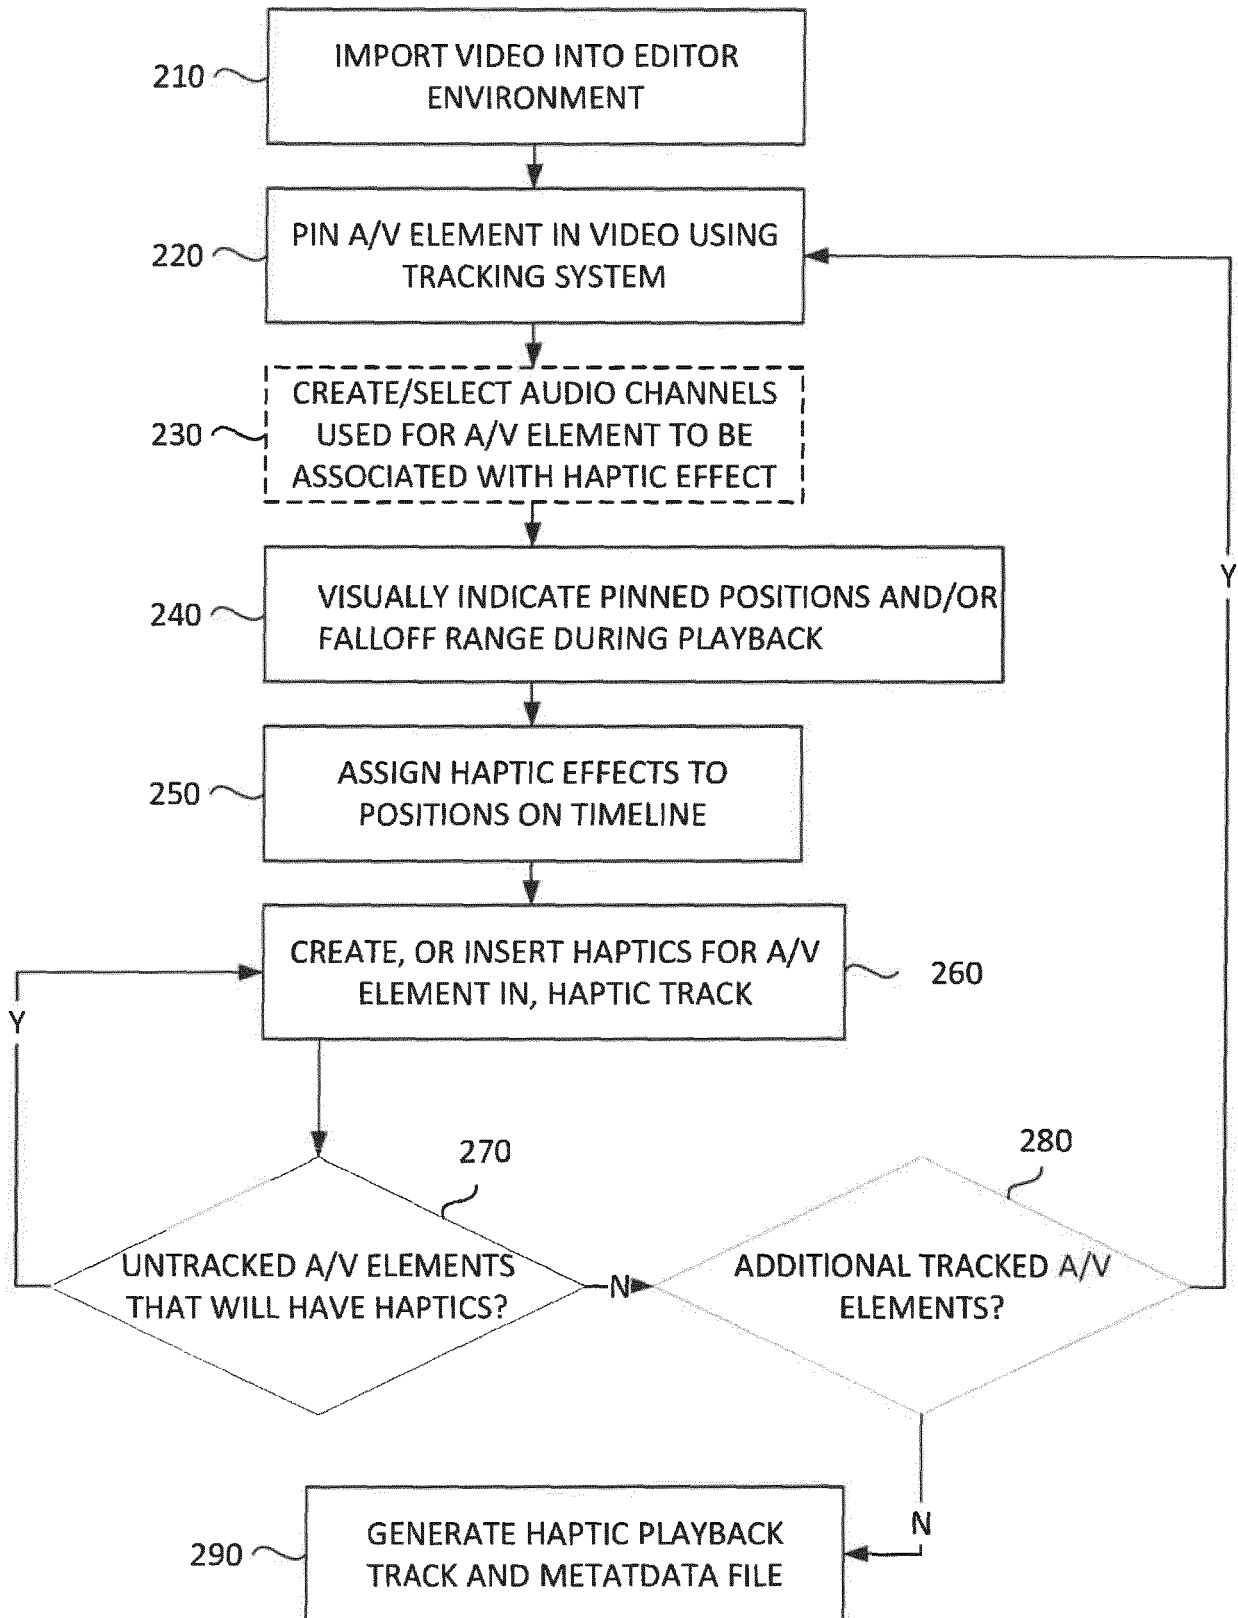 IMPORT VIDEO INTO EDITOR
ENVIRONMENT
210
PIN A/V ELEMENT IN VIDEO USING
TRACKING SYSTEM
220
CREATE/SELECT AUDIO CHANNELS
USED FOR A/V ELEMENT TO BE
ASSOCIATED WITH HAPTIC EFFECT
230
VISUALLY INDICATE PINNED POSITIONS AND/OR
FALLOFF RANGE DURING PLAYBACK
240
Y
ASSIGN HAPTIC EFFECTS TO
POSITIONS ON TIMELINE
250
CREATE, OR INSERT HAPTICS FOR A/V
ELEMENT IN, HAPTIC TRACK
260
Y
270
UNTRACKED A/V ELEMENTS
THAT WILL HAVE HAPTICS?
N
280
ADDITIONAL TRACKED A/V
ELEMENTS?
N
GENERATE HAPTIC PLAYBACK
TRACK AND METATDATA FILE
290